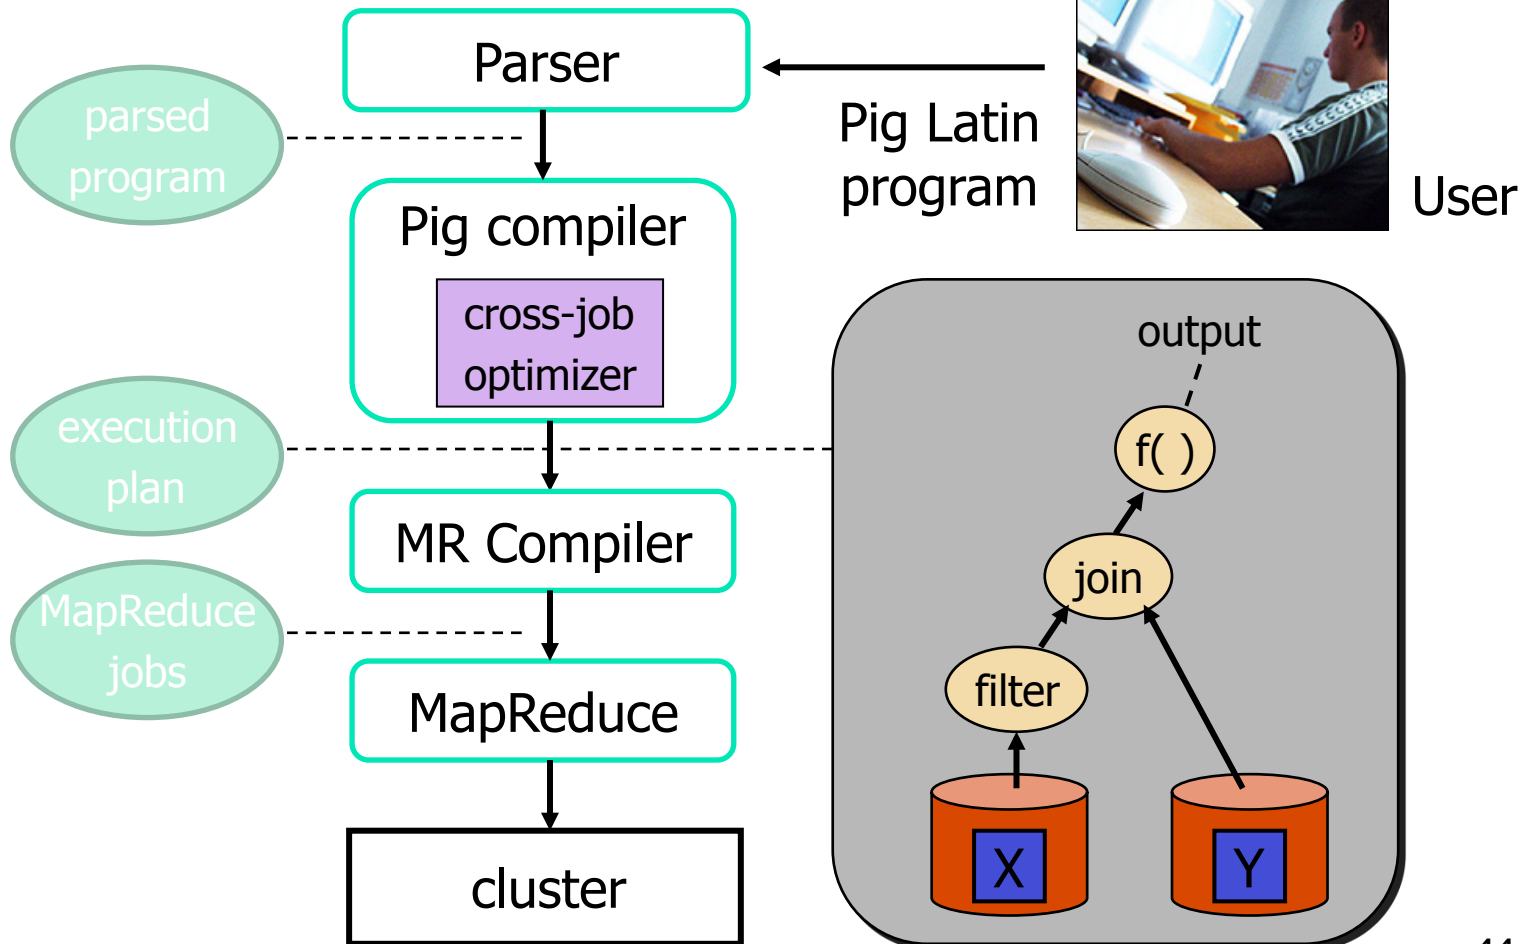 Parser
parsed
program
Pig Latin
program
User
Pig compiler
cross-job
optimizer
output
execution
plan
f( )
MR Compiler
join
MapReduce
jobs
filter
MapReduce
X
Y
cluster